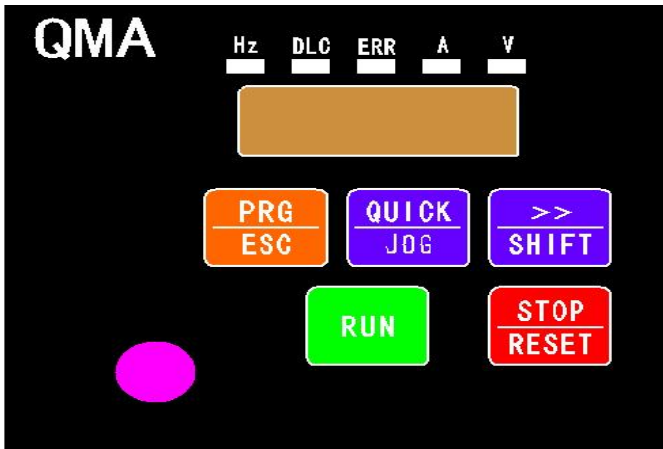 QMA
Hz DLC ERR A V
PRG QUICK >>
ESC JOG SHIFT
RUN STOP
RESET